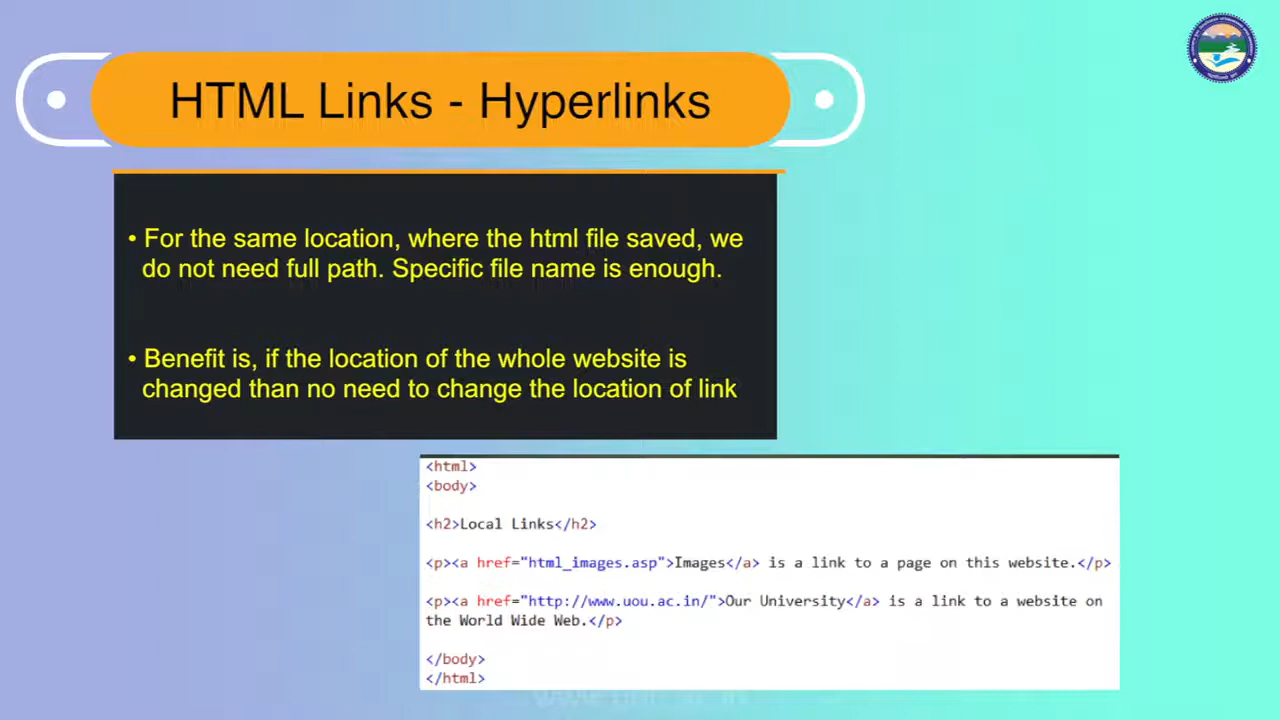 HTML Links - Hyperlinks
• For the same location, where the html file saved, we
do not need full path. Specific file name is enough.
• Benefit is, if the location of the whole website is
changed than no need to change the location of link
<html>
<body>
<h2>Local Links</h2>
<p><a href="html_images.asp">Images</a> is a link to a page on this website.</p>
<p><a href="http://www.uou.ac.in/">Our University</a> is a link to a website on
the World Wide Web.</p>
</body>
</html>